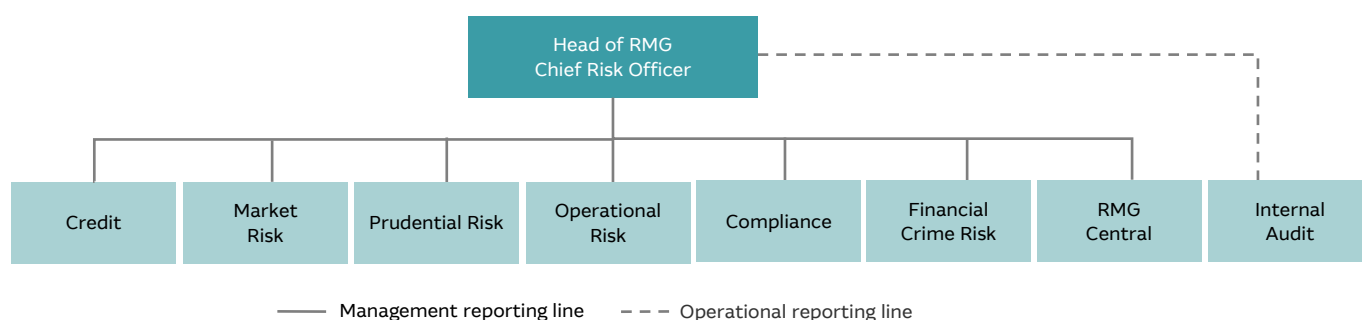 Head of RMG
Chief Risk Officer
Credit
Market
Risk
Prudential Risk
Operational
Risk
Compliance
Financial
Crime Risk
RMG
Central
Internal
Audit
Management reporting line
Operational reporting line